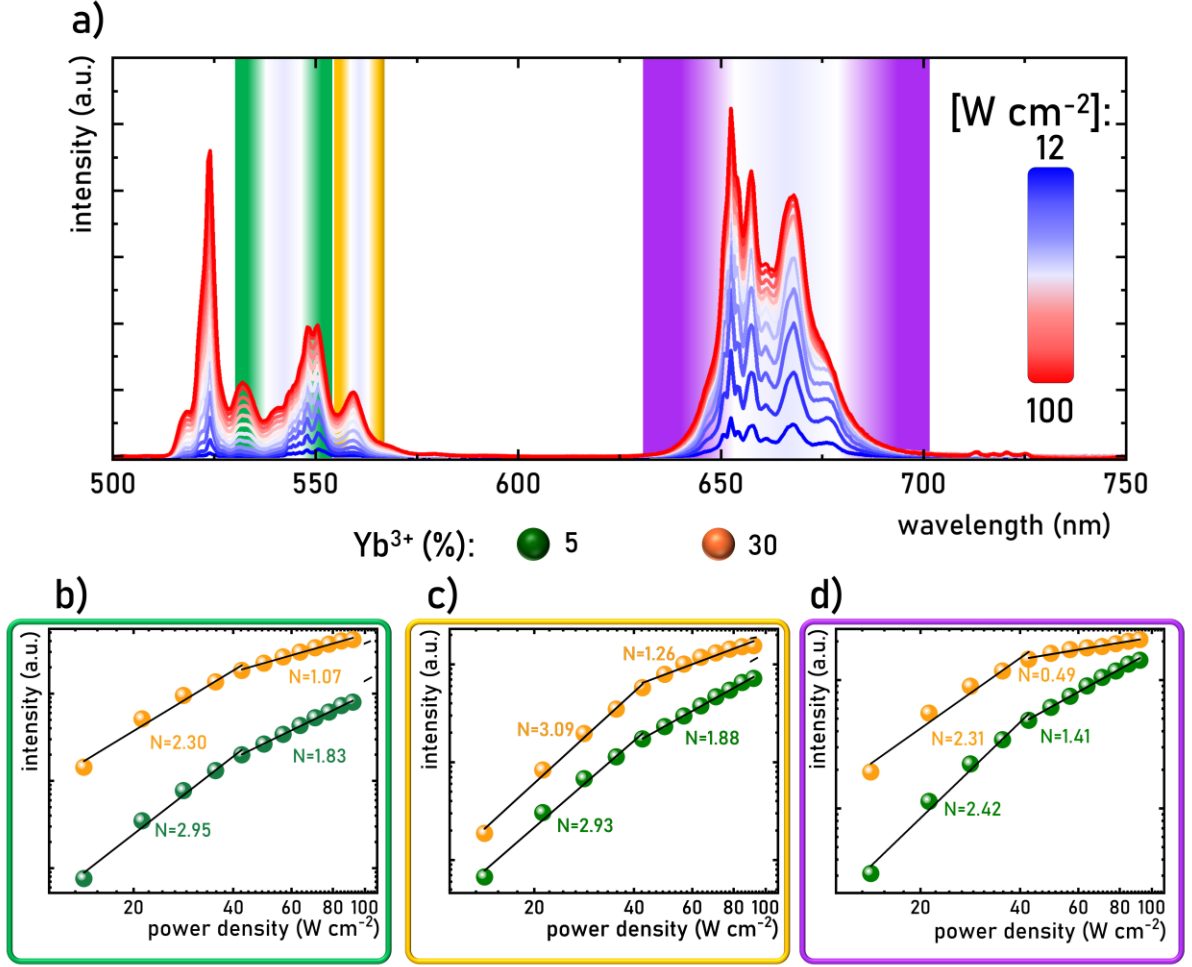 a)
intensity (a.u.)
[W cm⁻²]:
12
100
500 550 600 650 700 750
wavelength (nm)
Yb³⁺ (%): 5 30
b)
intensity (a.u.)
N=1.07
N=2.30
N=1.83
N=2.95
20 40 60 80 100
power density (W cm⁻²)
c)
intensity (a.u.)
N=1.26
N=3.09
N=1.88
N=2.93
20 40 60 80 100
power density (W cm⁻²)
d)
intensity (a.u.)
N=0.49
N=2.31
N=1.41
N=2.42
20 40 60 80 100
power density (W cm⁻²)